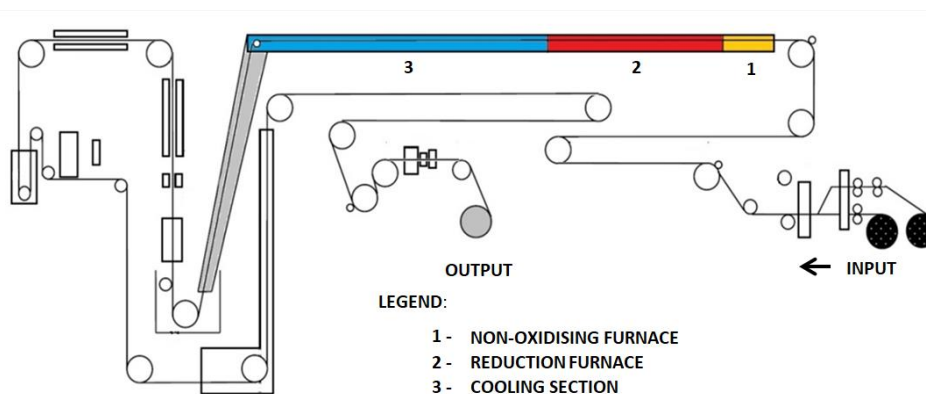 3
2
1
OUTPUT
INPUT
LEGEND:
1 - NON-OXIDISING FURNACE
2 - REDUCTION FURNACE
3 - COOLING SECTION